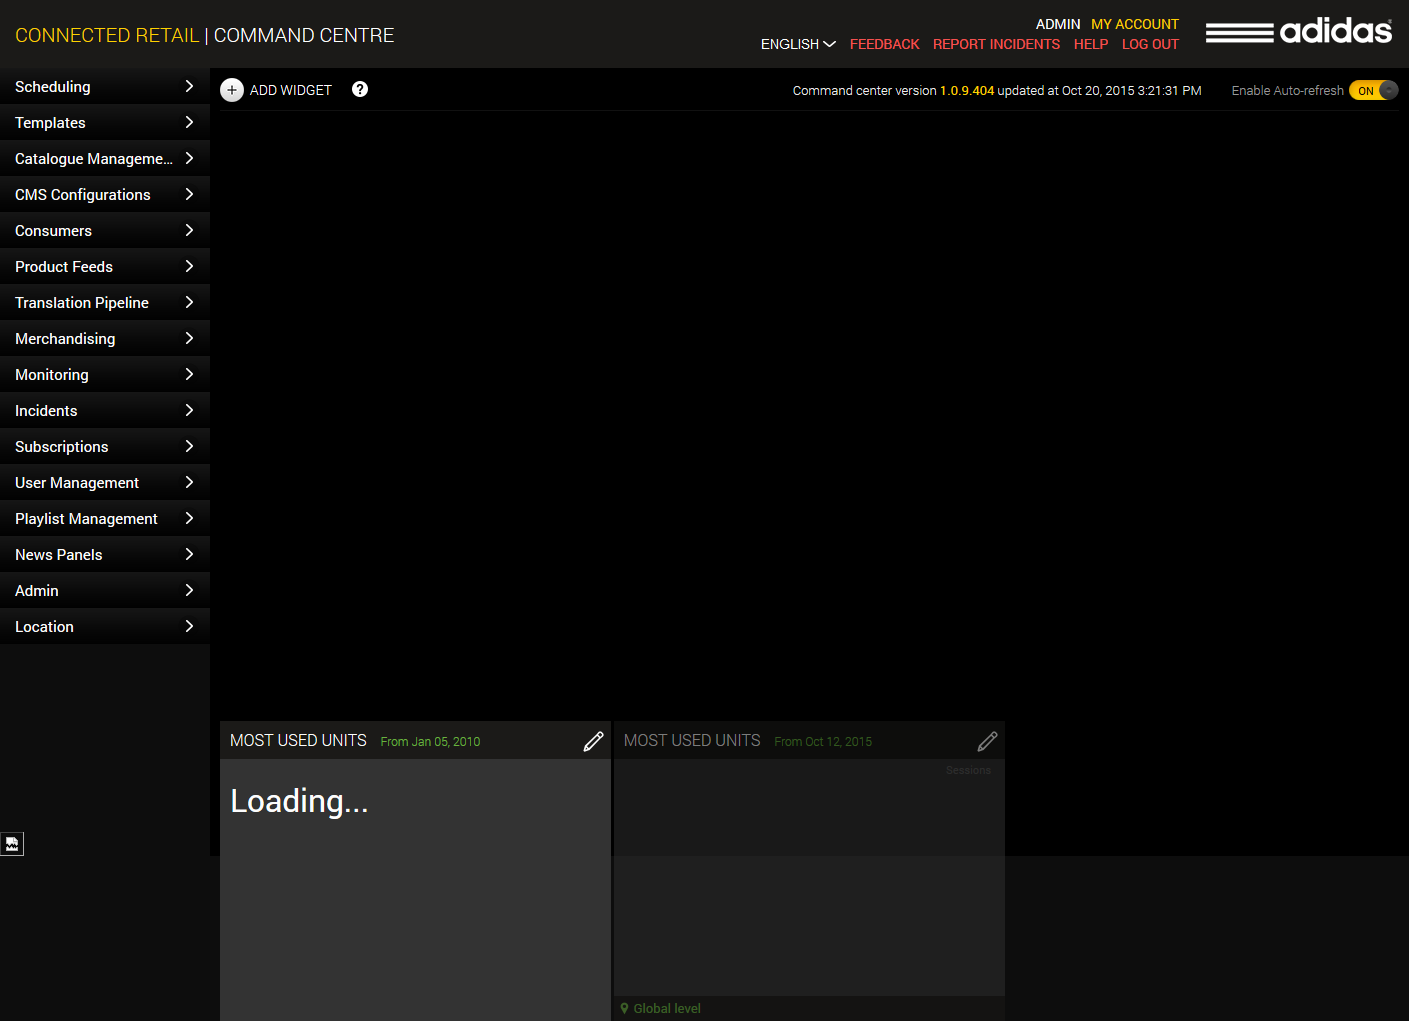 CONNECTED RETAIL | COMMAND CENTRE
ADMIN MY ACCOUNT
ENGLISH FEEDBACK REPORT INCIDENTS HELP LOG OUT
adidas
Scheduling
Templates
Catalogue Manageme...
CMS Configurations
Consumers
Product Feeds
Translation Pipeline
Merchandising
Monitoring
Incidents
Subscriptions
User Management
Playlist Management
News Panels
Admin
Location
ADD WIDGET ?
Command center version 1.0.9.404 updated at Oct 20, 2015 3:21:31 PM
Enable Auto-refresh ON
MOST USED UNITS From Jan 05, 2010
Loading...
MOST USED UNITS From Oct 12, 2015
Sessions
Global level